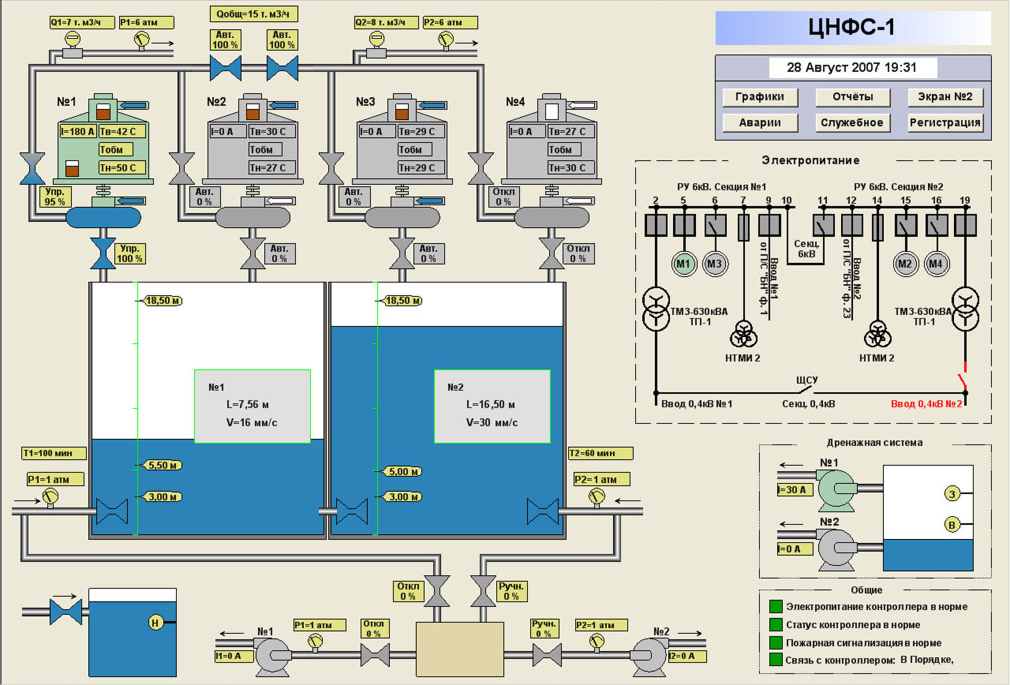 Q1=7 т. м3/ч
P1=6 атм
Qобщ=15 т. м3/ч
Авт.
100 %
Авт.
100 %
Q2=8 т. м3/ч
P2=6 атм
№1
I=180 А
Тв=42 С
Тобм
Тн=50 С
№2
I=0 А
Тв=30 С
Тобм
Тн=27 С
№3
I=0 А
Тв=29 С
Тобм
Тн=29 С
№4
I=0 А
Тв=27 С
Тобм
Тн=30 С
Упр.
95 %
Авт.
0 %
Авт.
0 %
Откл
0 %
Упр.
100 %
Авт.
0 %
Авт.
0 %
Откл
0 %
18,50 м
18,50 м
№1
L=7,56 м
V=16 мм/с
№2
L=16,50 м
V=30 мм/с
5,50 м
3,00 м
5,00 м
3,00 м
T1=100 мин
P1=1 атм
T2=60 мин
P2=1 атм
Откл
0 %
Ручн.
0 %
Н
№1
I1=0 А
P1=1 атм
Откл
0 %
Ручн.
0 %
P2=1 атм
№2
I2=0 А
ЦНФС-1
28 Август 2007 19:31
Графики
Отчёты
Экран №2
Аварии
Служебное
Регистрация
Электропитание
РУ 6кВ. Секция №1
РУ 6кВ. Секция №2
2
5
6
7
9
10
11
12
14
15
16
19
М1
М3
Ввод №1
от П/С "БН" ф. 1
Секц.
6кВ
Ввод №2
от П/С "БН" ф. 23
М2
М4
ТМЗ-630кВА
ТП-1
ТМЗ-630кВА
ТП-1
НТМИ 2
НТМИ 2
ЩСУ
Ввод 0,4кВ №1
Секц. 0,4кВ
Ввод 0,4кВ №2
Дренажная система
№1
I=30 А
№2
I=0 А
З
В
Общие
Электропитание контроллера в норме
Статус контроллера в норме
Пожарная сигнализация в норме
Связь с контроллером: В Порядке,